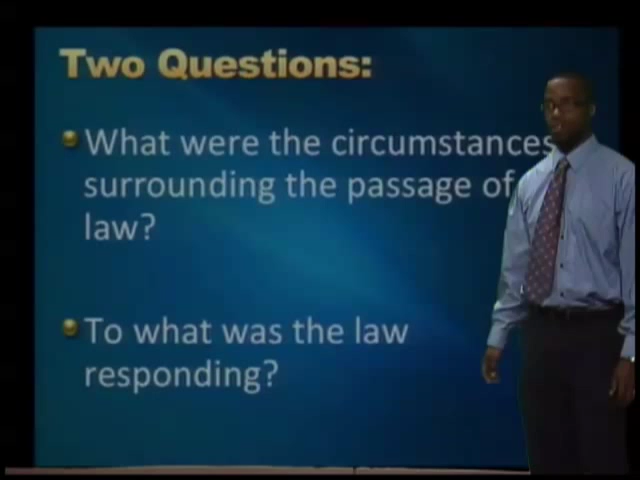 Two Questions:
What were the circumstances
surrounding the passage of
law?
To what was the law
responding?